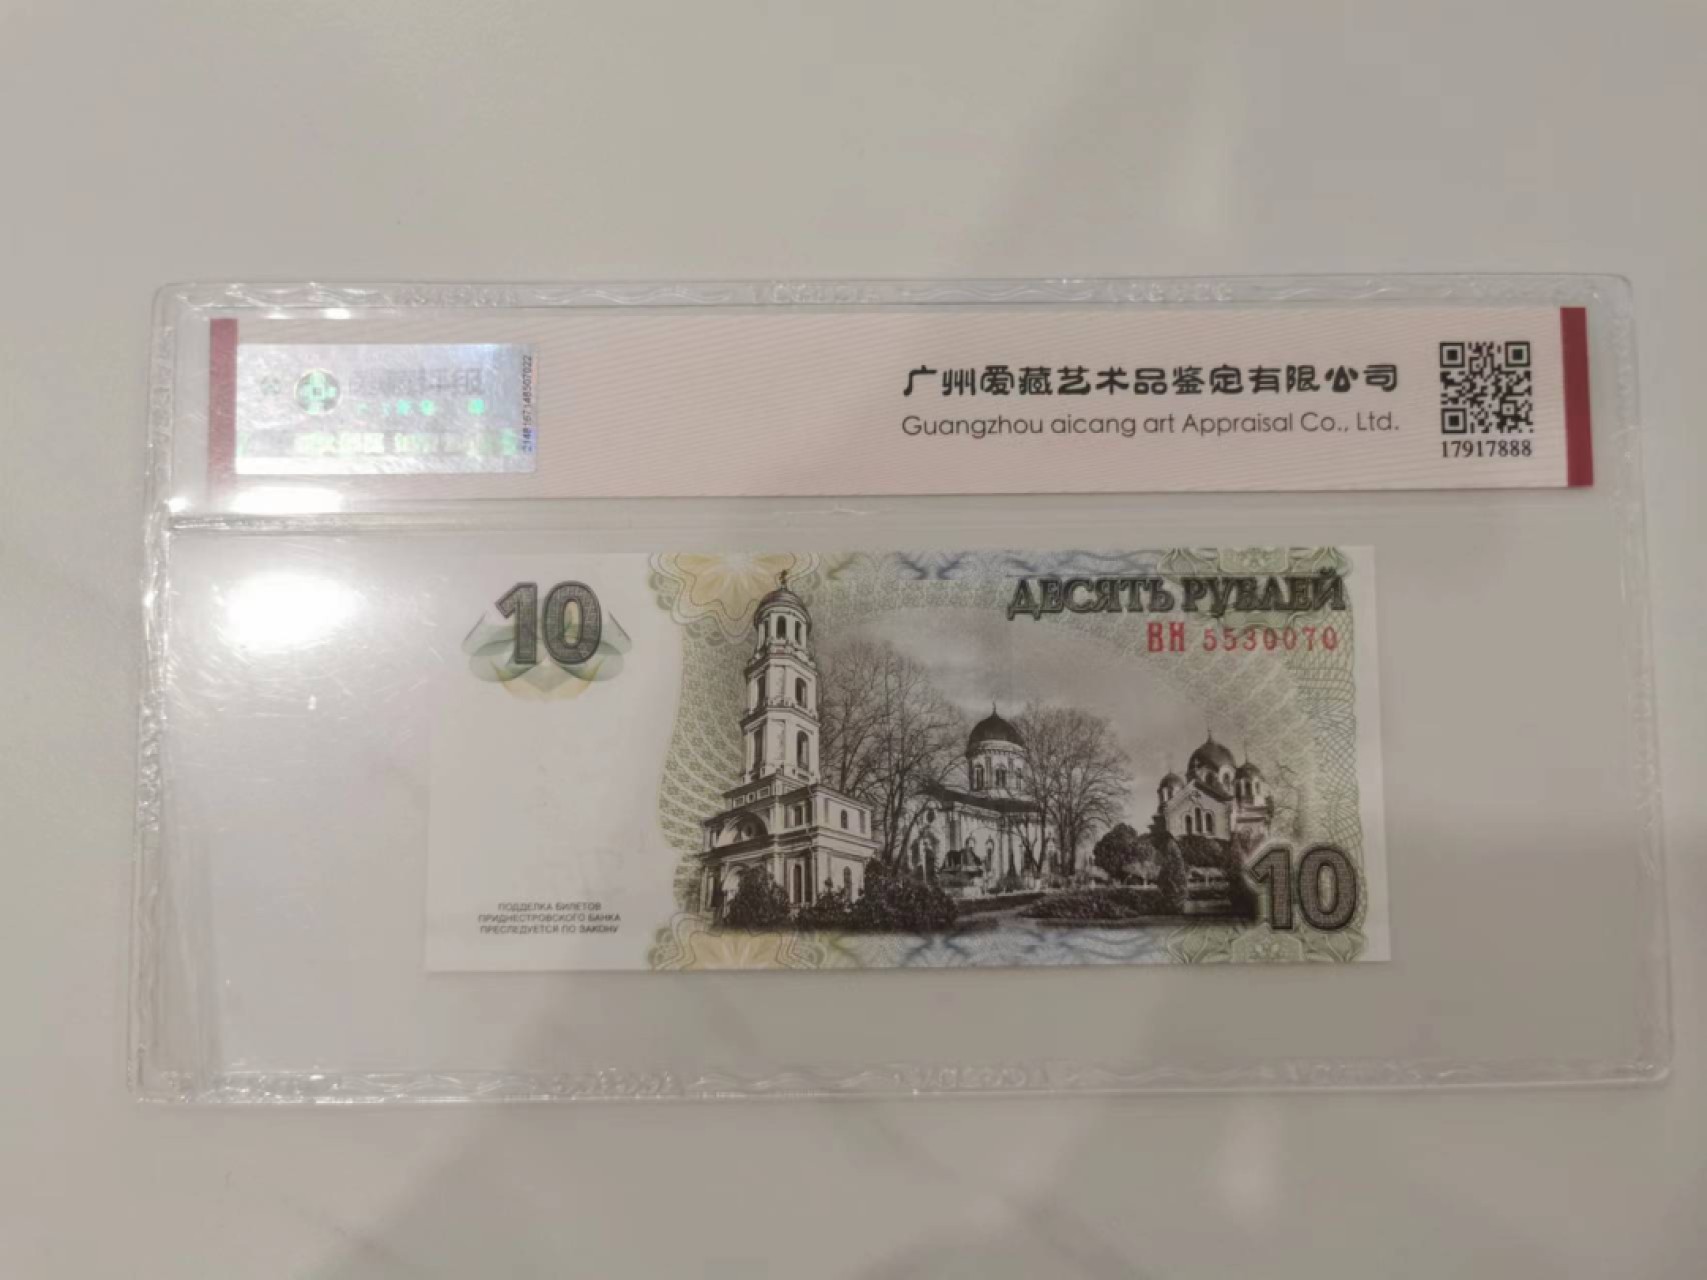 广州爱藏艺术品鉴定有限公司
Guangzhou aicang art Appraisal Co., Ltd.
17917888
10
ДЕСЯТЬ РУБЛЕЙ
ВН 5530070
10
ПОДДЕЛКА БИЛЕТОВ
ПРИДНЕСТРОВСКОГО БАНКА
ПРЕСЛЕДУЕТСЯ ПО ЗАКОНУ